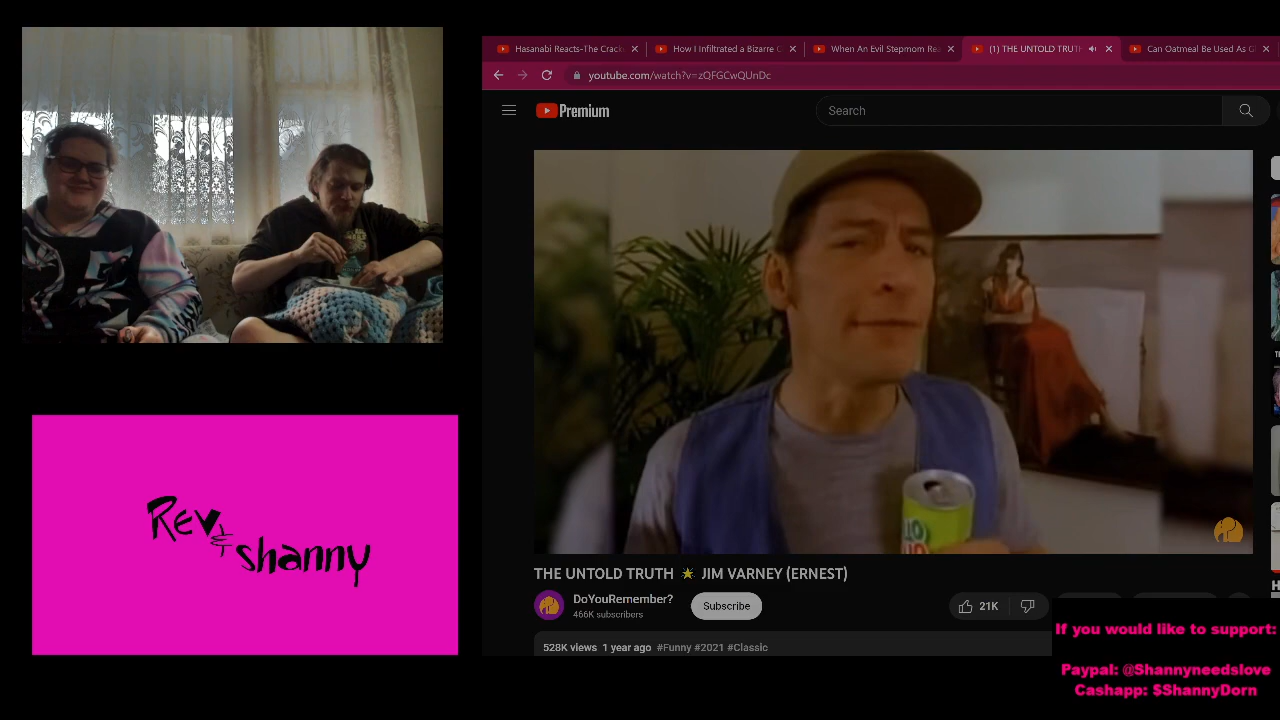 Hasanabi Reacts-The Crack
How I Infiltrated a Bizarre C
When An Evil Stepmom Rea
(1) THE UNTOLD TRUTH
Can Oatmeal Be Used As G
youtube.com/watch?v=zQFGCwQUnDc
Premium
Search
THE UNTOLD TRUTH 🌟 JIM VARNEY (ERNEST)
DoYouRemember?
466K subscribers
Subscribe
21K
528K views 1 year ago #Funny #2021 #Classic
Rev
&
shanny
If you would like to support:
Paypal: @Shannyneedslove
Cashapp: $ShannyDorn